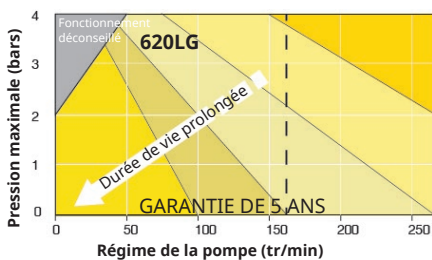 Pression maximale (bars)
4
3
2
1
0
Fonctionnement
déconseillé
620LG
Durée de vie prolongée
GARANTIE DE 5 ANS
0
50
100
150
200
250
Régime de la pompe (tr/min)